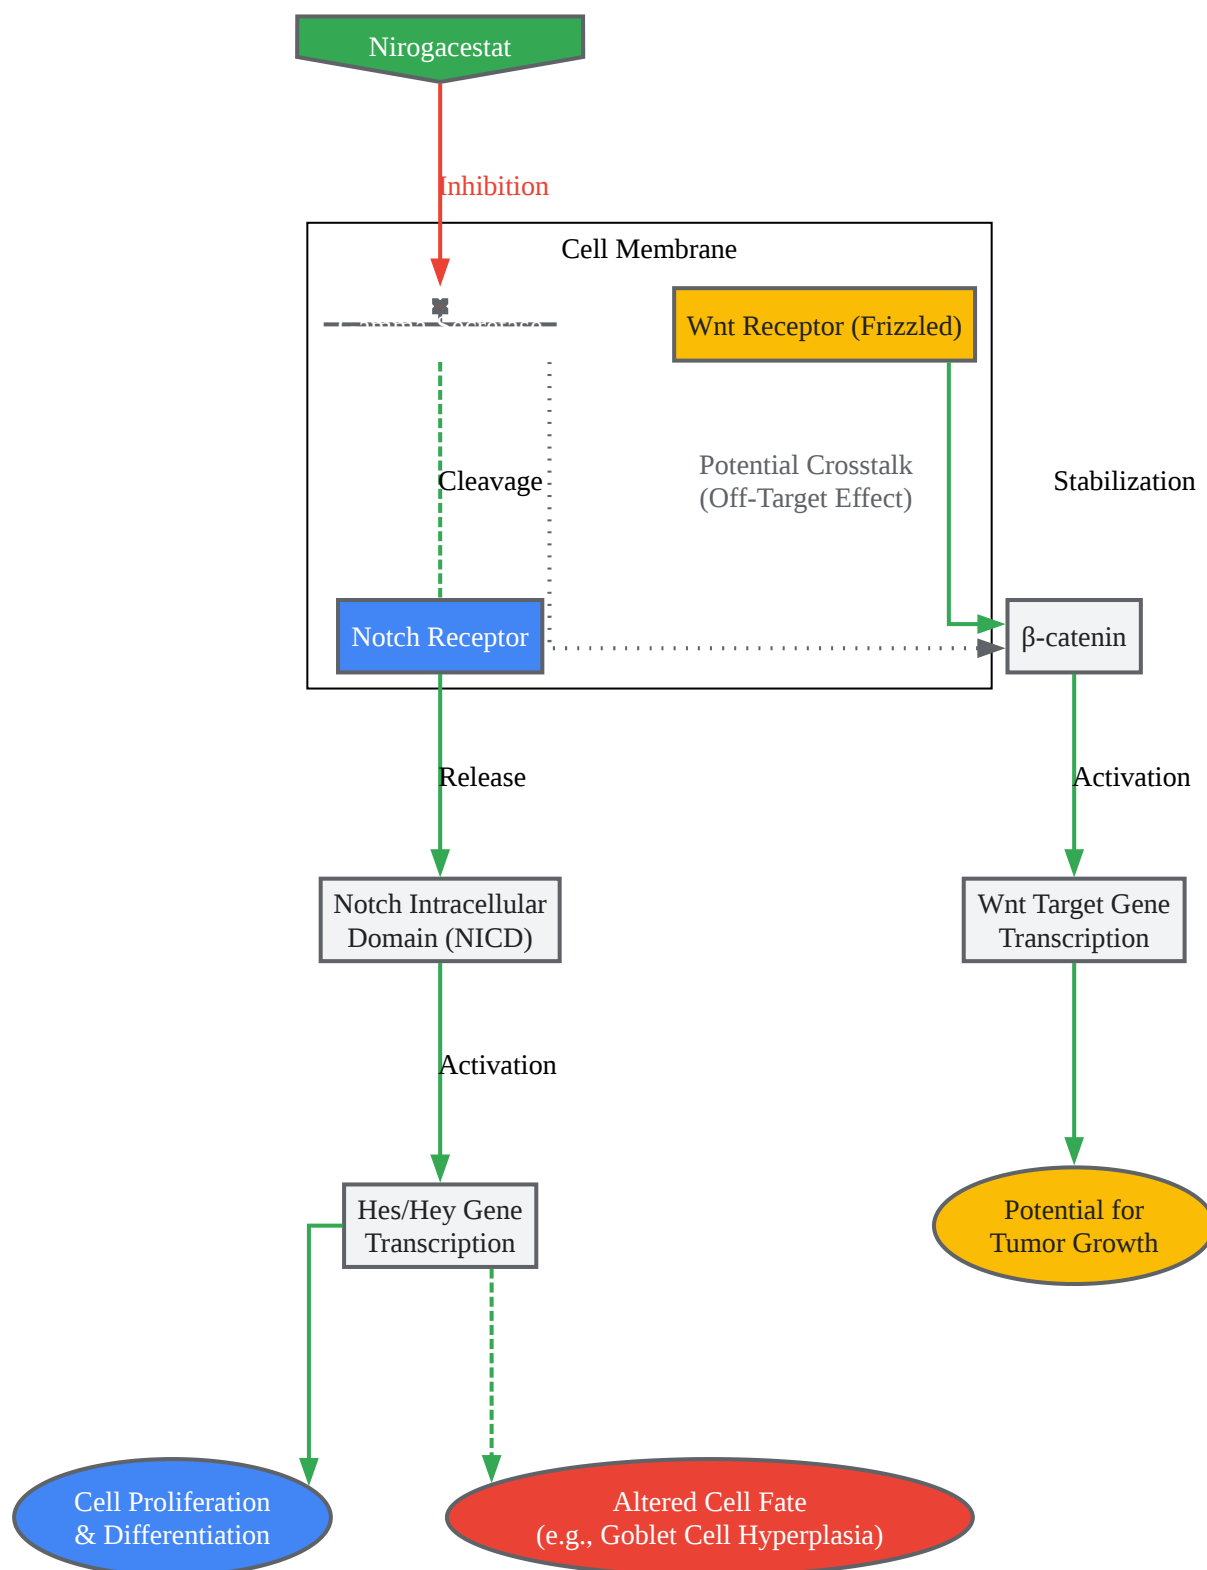 Nirogacestat
Inhibition
Cell Membrane
Wnt Receptor (Frizzled)
Cleavage
Potential Crosstalk
(Off-Target Effect)
Stabilization
Notch Receptor
β-catenin
Release
Activation
Notch Intracellular
Domain (NICD)
Wnt Target Gene
Transcription
Activation
Hes/Hey Gene
Transcription
Potential for
Tumor Growth
Cell Proliferation
& Differentiation
Altered Cell Fate
(e.g., Goblet Cell Hyperplasia)